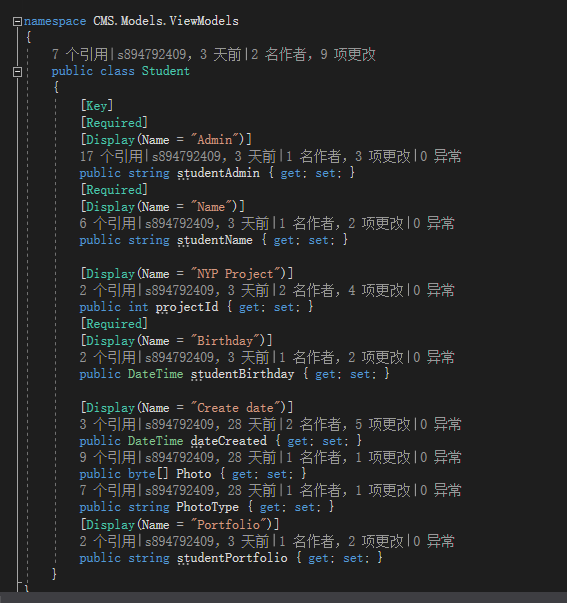 namespace CMS.Models.ViewModels
{
7 个引用|s894792409，3 天前|2 名作者，9 项更改
public class Student
{
[Key]
[Required]
[Display(Name = "Admin")]
17 个引用|s894792409，3 天前|1 名作者，3 项更改|0 异常
public string studentAdmin { get; set; }
[Required]
[Display(Name = "Name")]
6 个引用|s894792409，3 天前|1 名作者，2 项更改|0 异常
public string studentName { get; set; }
[Display(Name = "NYP Project")]
2 个引用|s894792409，3 天前|2 名作者，4 项更改|0 异常
public int projectId { get; set; }
[Required]
[Display(Name = "Birthday")]
2 个引用|s894792409，3 天前|1 名作者，2 项更改|0 异常
public DateTime studentBirthday { get; set; }
[Display(Name = "Create date")]
3 个引用|s894792409，28 天前|2 名作者，5 项更改|0 异常
public DateTime dateCreated { get; set; }
9 个引用|s894792409，28 天前|1 名作者，1 项更改|0 异常
public byte[] Photo { get; set; }
7 个引用|s894792409，28 天前|1 名作者，1 项更改|0 异常
public string PhotoType { get; set; }
[Display(Name = "Portfolio")]
2 个引用|s894792409，3 天前|1 名作者，2 项更改|0 异常
public string studentPortfolio { get; set; }
}
}